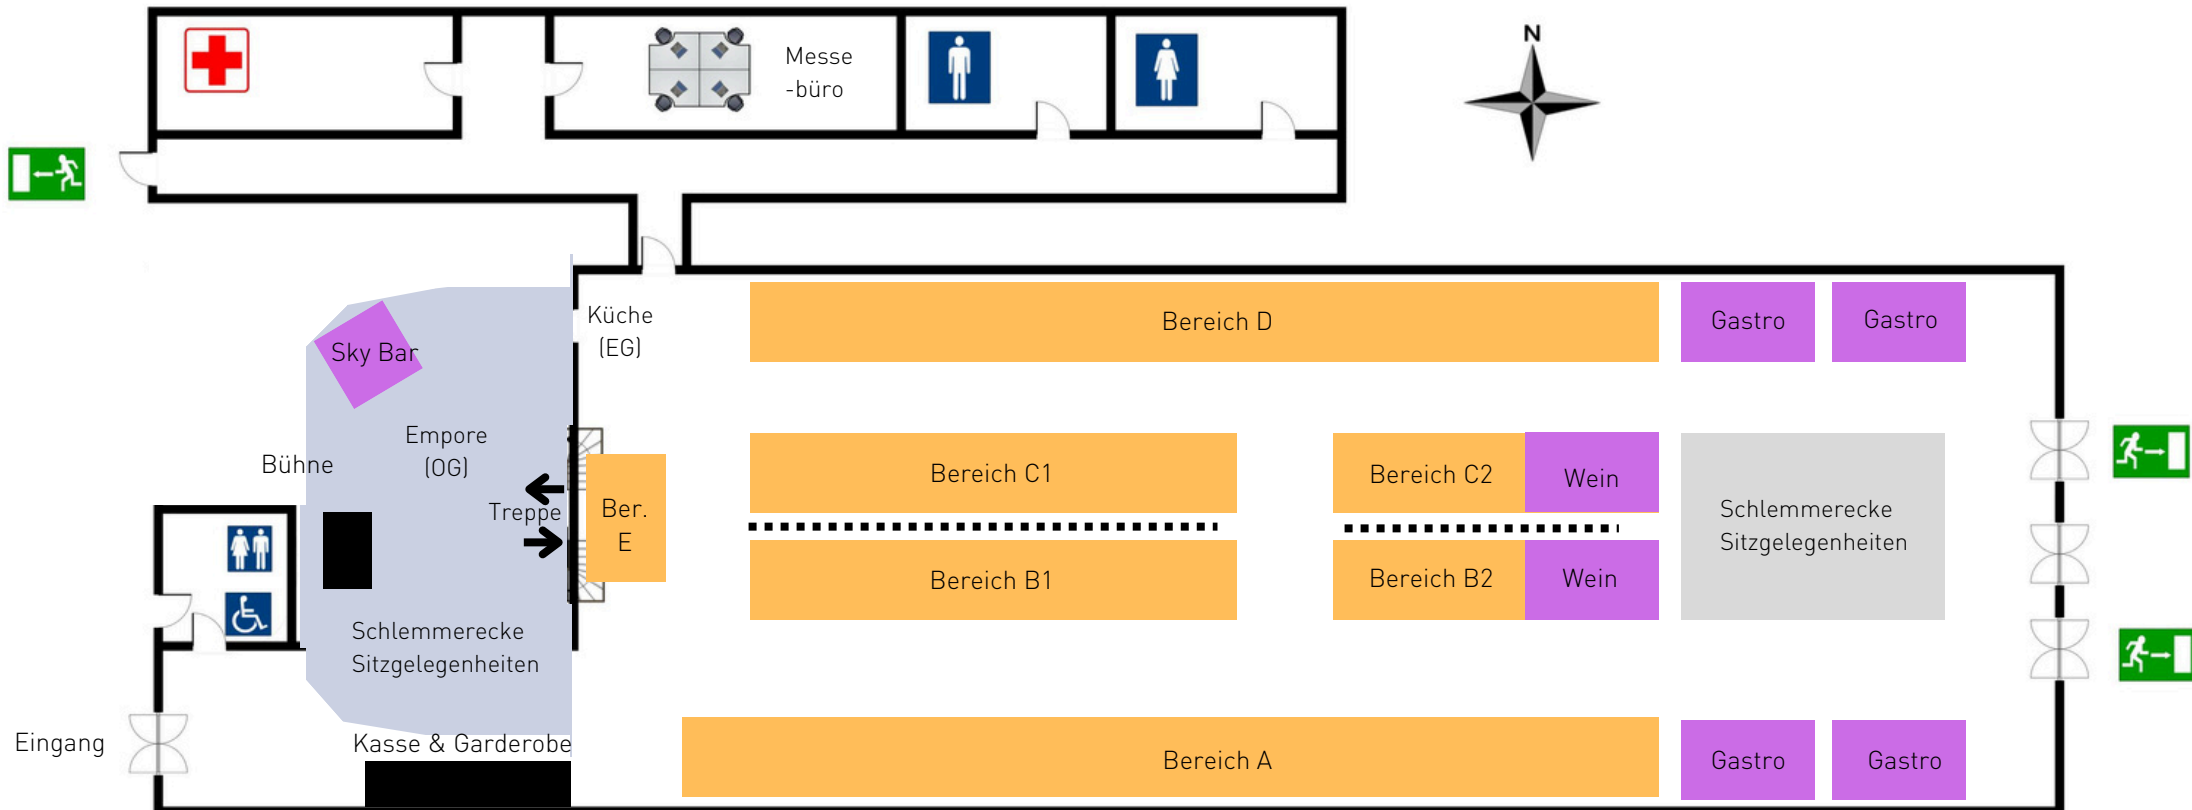 N
Messe
-büro
Küche
(EG)
Bereich D
Gastro
Gastro
Sky Bar
Empore
(OG)
Bühne
Bereich C1
Bereich C2
Wein
Treppe
Ber.
E
Schlemmerecke
Sitzgelegenheiten
Bereich B1
Bereich B2
Wein
Schlemmerecke
Sitzgelegenheiten
Eingang
Kasse & Garderobe
Bereich A
Gastro
Gastro